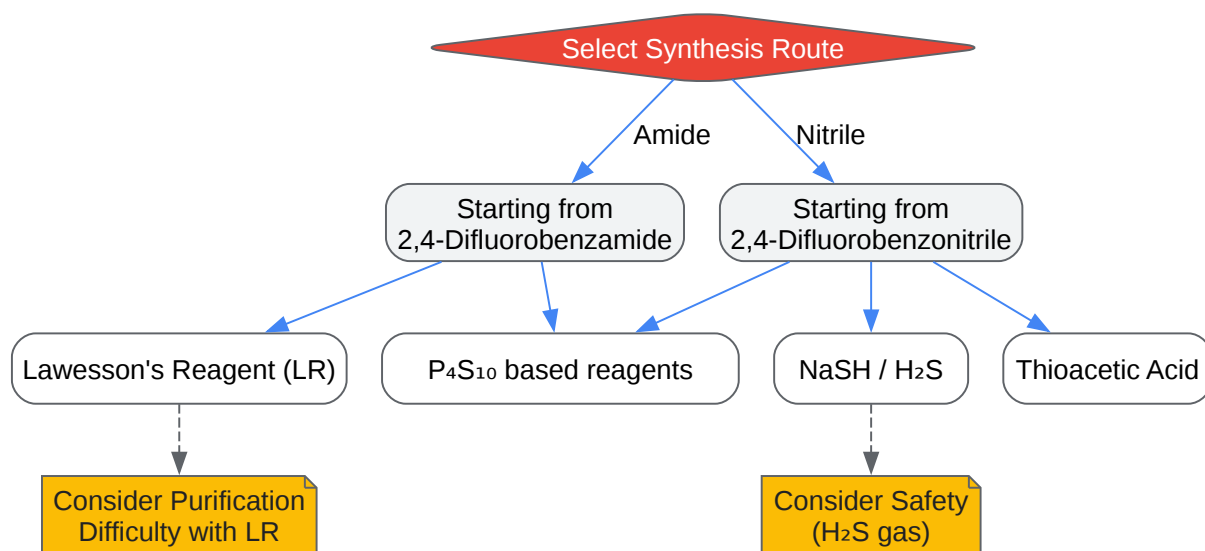 Select Synthesis Route
Amide
Nitrile
Starting from
2,4-Difluorobenzamide
Starting from
2,4-Difluorobenzonitrile
Lawesson's Reagent (LR)
P₄S₁₀ based reagents
NaSH / H₂S
Thioacetic Acid
Consider Purification
Difficulty with LR
Consider Safety
(H₂S gas)